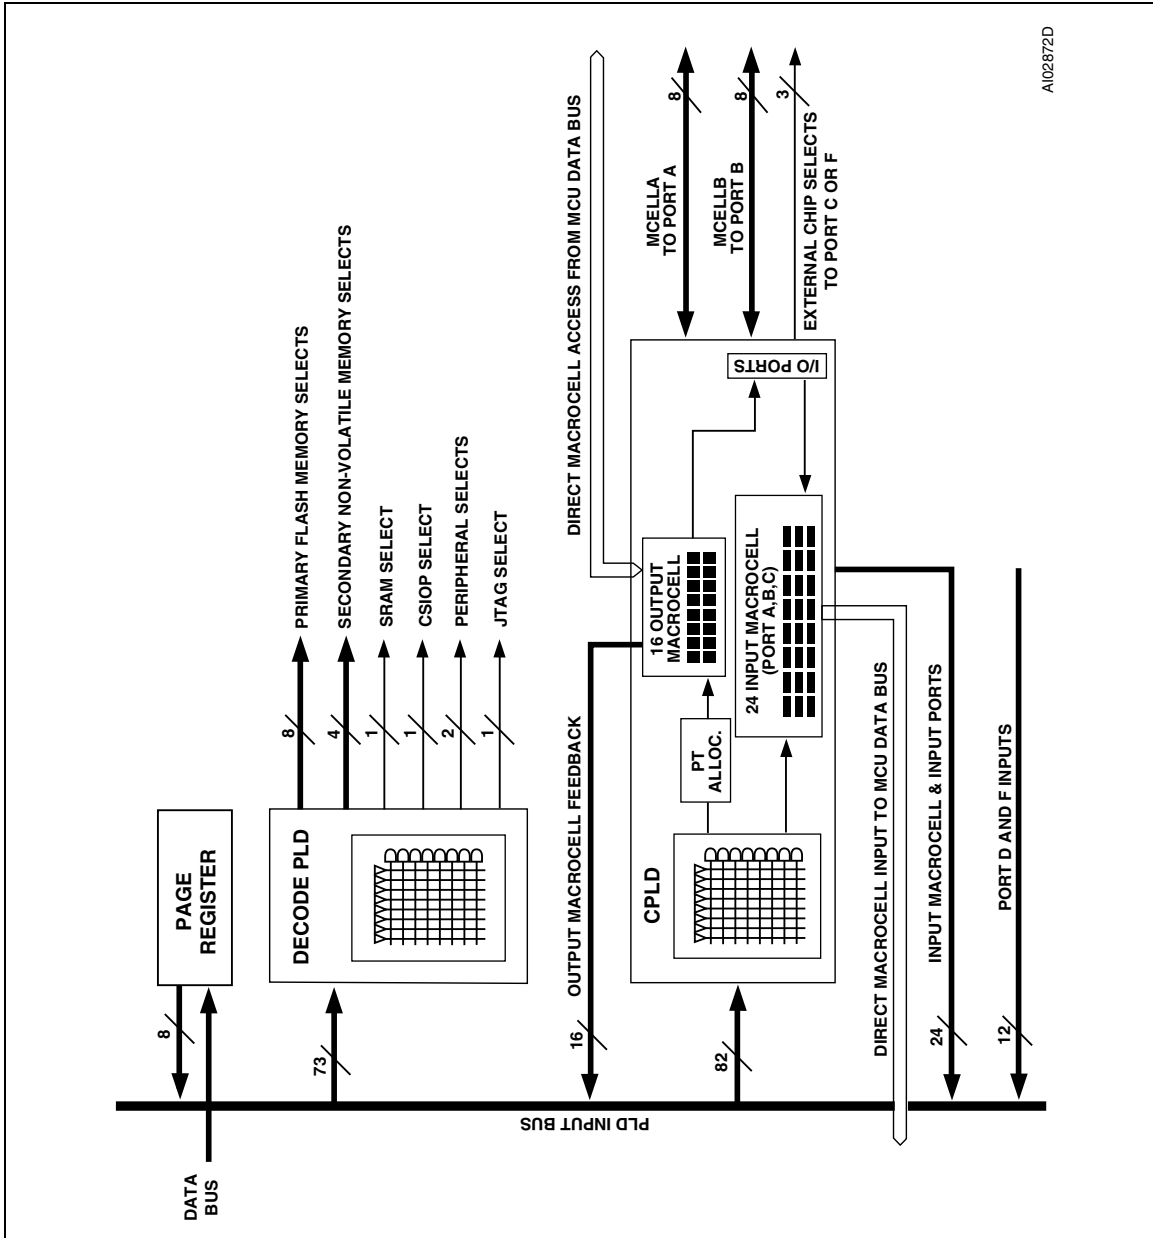 DATA
BUS
8
PAGE
REGISTER
PLD INPUT BUS
73
DECODE PLD
8
PRIMARY FLASH MEMORY SELECTS
4
SECONDARY NON-VOLATILE MEMORY SELECTS
1
SRAM SELECT
1
CSIOP SELECT
2
PERIPHERAL SELECTS
1
JTAG SELECT
16
OUTPUT MACROCELL FEEDBACK
DIRECT MACROCELL ACCESS FROM MCU DATA BUS
82
CPLD
PT
ALLOC.
16 OUTPUT
MACROCELL
24 INPUT MACROCELL
(PORT A,B,C)
I/O PORTS
MCELLA
TO PORT A
8
MCELLB
TO PORT B
8
EXTERNAL CHIP SELECTS
TO PORT C OR F
3
DIRECT MACROCELL INPUT TO MCU DATA BUS
24
INPUT MACROCELL & INPUT PORTS
12
PORT D AND F INPUTS
AI02872D